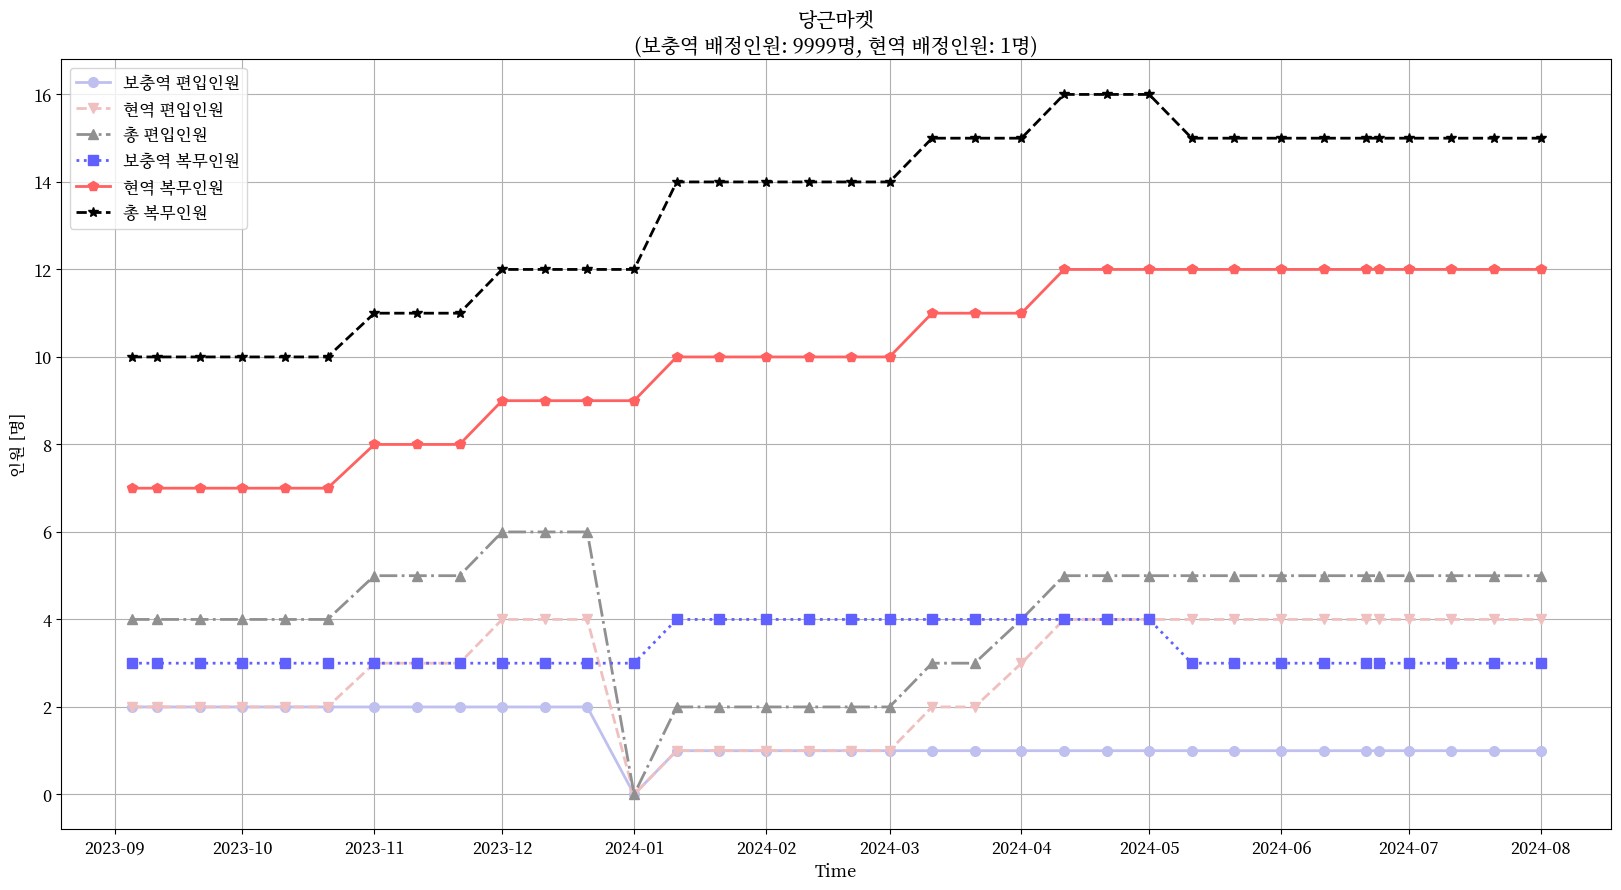 당근마켓
(보충역 배정인원: 9999명, 현역 배정인원: 1명)
보충역 편입인원
현역 편입인원
총 편입인원
보충역 복무인원
현역 복무인원
총 복무인원
인원 [명]
16
14
12
10
8
6
4
2
0
2023-09 2023-10 2023-11 2023-12 2024-01 2024-02 2024-03 2024-04 2024-05 2024-06 2024-07 2024-08
Time